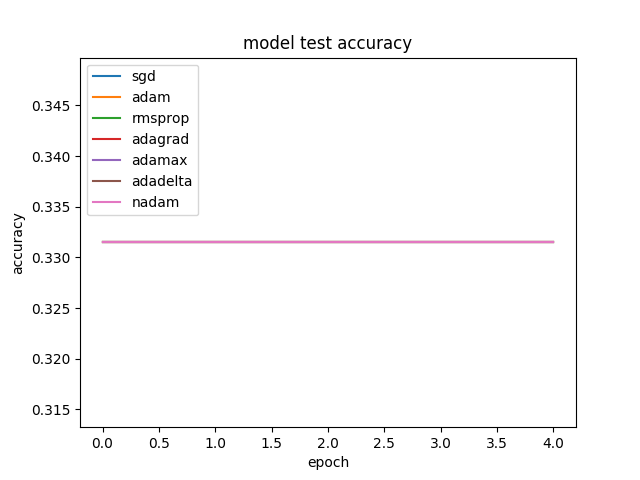 model test accuracy
sgd
adam
rmsprop
adagrad
adamax
adadelta
nadam
0.345
0.340
0.335
0.330
0.325
0.320
0.315
accuracy
0.0 0.5 1.0 1.5 2.0 2.5 3.0 3.5 4.0
epoch